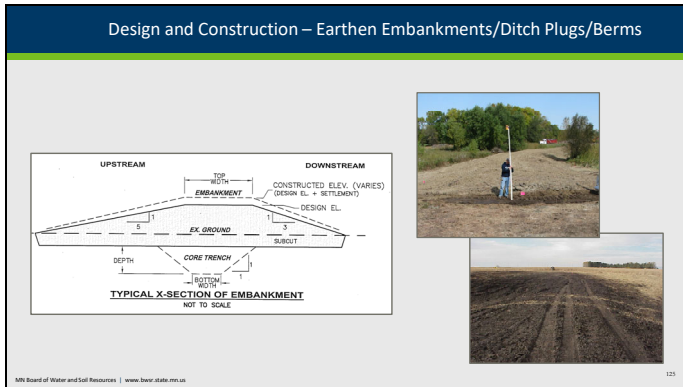 Design and Construction – Earthen Embankments/Ditch Plugs/Berms
UPSTREAM
DOWNSTREAM
TOP
WIDTH
EMBANKMENT
CONSTRUCTED ELEV. (VARIES)
(DESIGN EL. + SETTLEMENT)
DESIGN EL.
1
5
1
3
EX. GROUND
SUBCUT
DEPTH
CORE TRENCH
1
1
BOTTOM
WIDTH
TYPICAL X-SECTION OF EMBANKMENT
NOT TO SCALE
MN Board of Water and Soil Resources | www.bwsr.state.mn.us
125